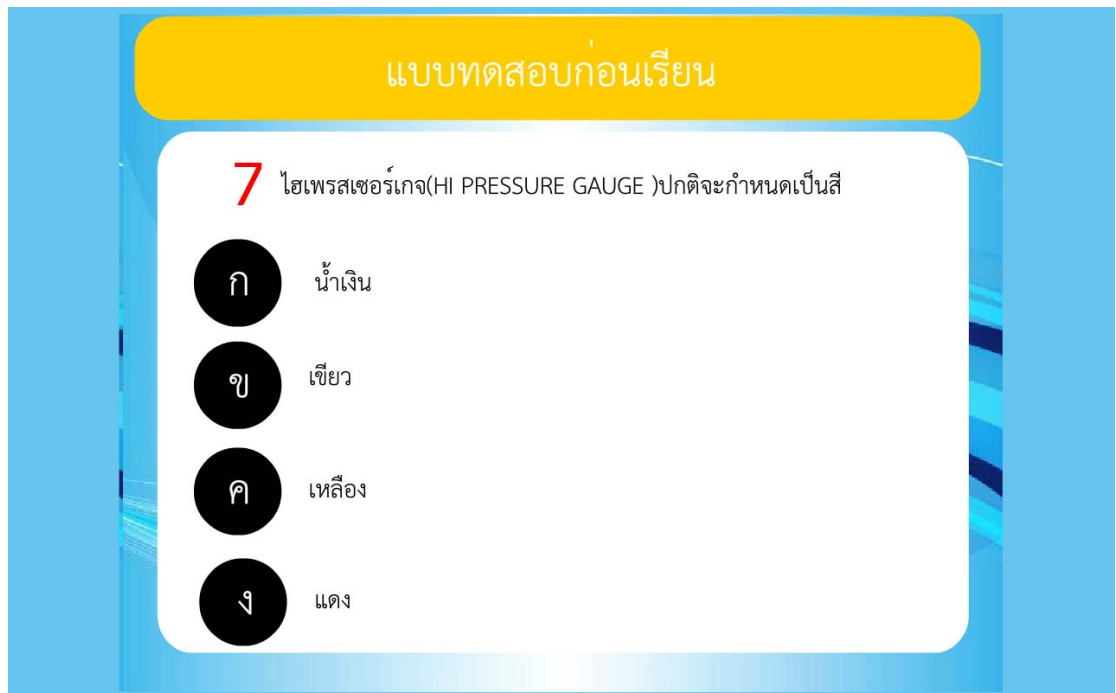 แบบทดสอบก่อนเรียน
7 ไฮเพรสเซอร์เกจ(HI PRESSURE GAUGE )ปกติจะกำหนดเป็นสี
ก น้ำเงิน
ข เขียว
ค เหลือง
ง แดง